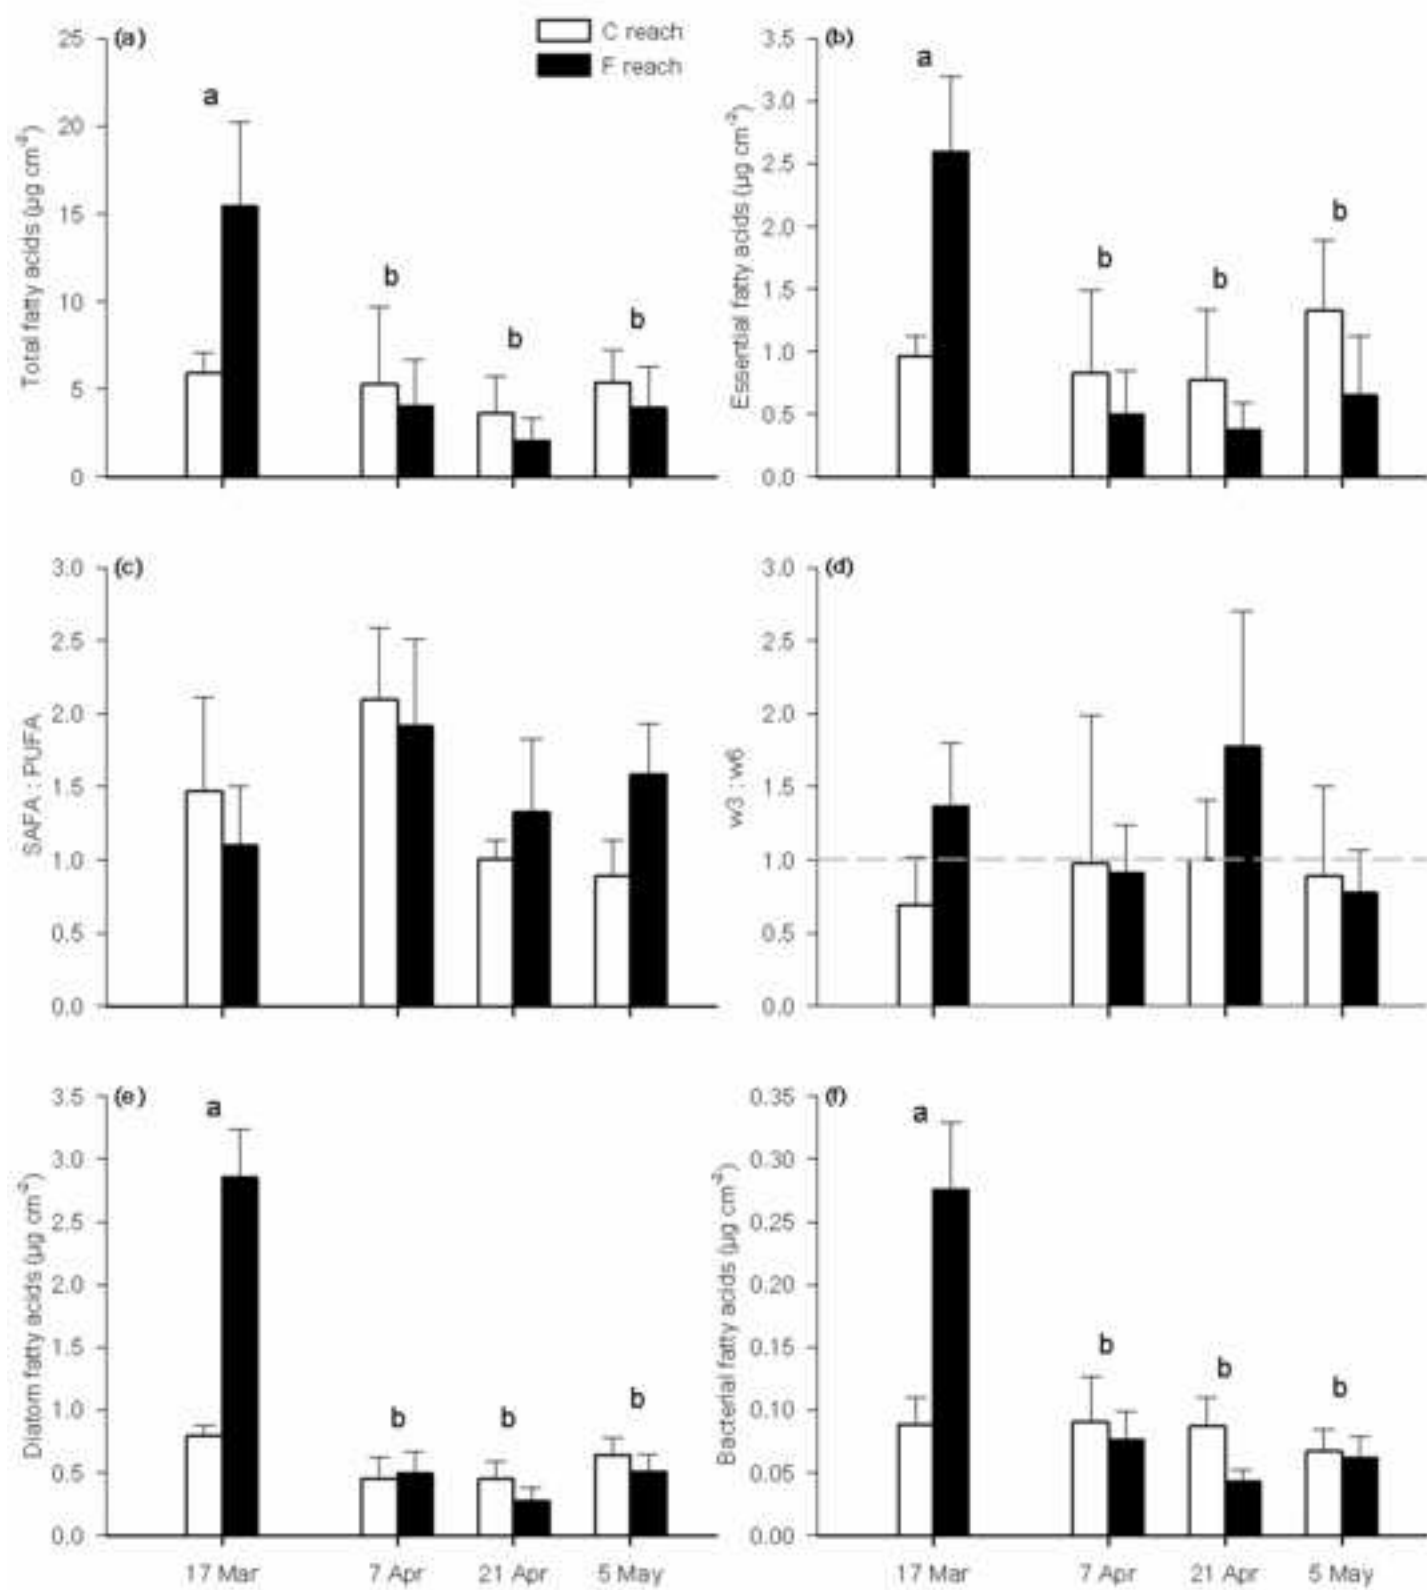 C reach
F reach
(a)
Total fatty acids (µg cm⁻²)
25
20
15
10
5
0
a
b
b
b
(b)
Essential fatty acids (µg cm⁻²)
3.5
3.0
2.5
2.0
1.5
1.0
0.5
0.0
a
b
b
b
(c)
SAFA : PUFA
3.0
2.5
2.0
1.5
1.0
0.5
0.0
(d)
w3 : w6
3.0
2.5
2.0
1.5
1.0
0.5
0.0
(e)
Diatom fatty acids (µg cm⁻²)
3.5
3.0
2.5
2.0
1.5
1.0
0.5
0.0
a
b
b
b
17 Mar 7 Apr 21 Apr 5 May
(f)
Bacterial fatty acids (µg cm⁻²)
0.35
0.30
0.25
0.20
0.15
0.10
0.05
0.00
a
b
b
b
17 Mar 7 Apr 21 Apr 5 May